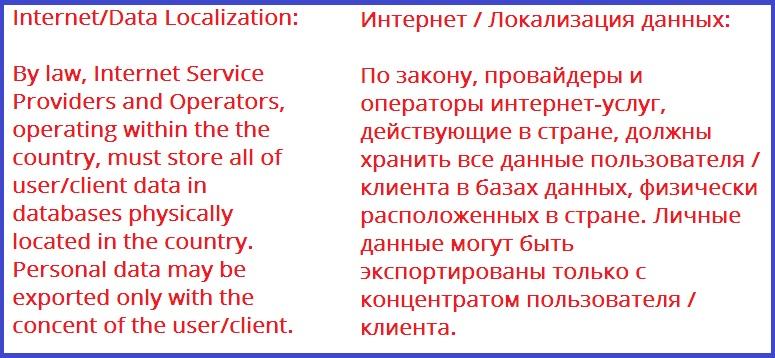 Internet/Data Localization:
By law, Internet Service
Providers and Operators,
operating within the the
country, must store all of
user/client data in
databases physically
located in the country.
Personal data may be
exported only with the
concent of the user/client.
Интернет / Локализация данных:
По закону, провайдеры и
операторы интернет-услуг,
действующие в стране, должны
хранить все данные пользователя /
клиента в базах данных, физически
расположенных в стране. Личные
данные могут быть
экспортированы только с
концентратом пользователя /
клиента.